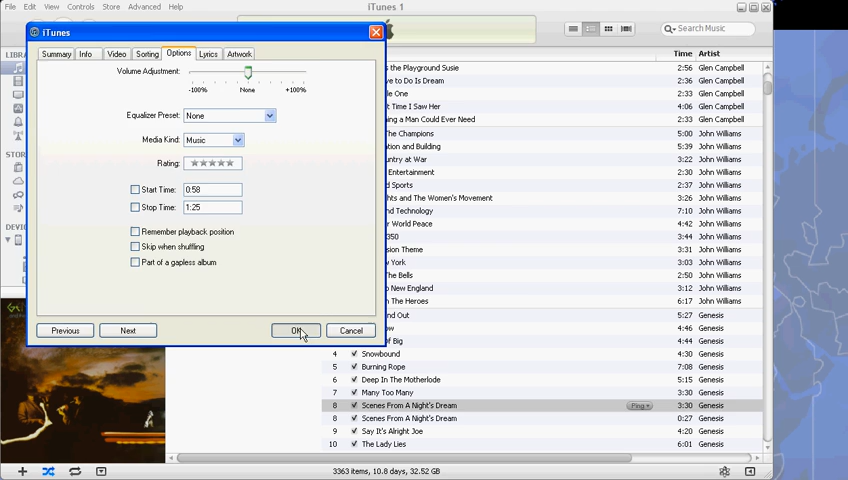 File Edit View Controls Store Advanced Help
iTunes 1
iTunes
Search Music
Summary Info Video Sorting Options Lyrics Artwork
Volume Adjustment:
-100% None +100%
Equalizer Preset: None
Media Kind: Music
Rating:
Start Time: 0:58
Stop Time: 1:25
Remember playback position
Skip when shuffling
Part of a gapless album
Previous Next OK Cancel
LIBR
STOR
DEVIC
Time Artist
s the Playground Susie 2:56 Glen Campbell
ve to Do Is Dream 2:36 Glen Campbell
le One 2:34 Glen Campbell
t Time I Saw Her 4:06 Glen Campbell
ng a Man Could Ever Need 2:33 Glen Campbell
The Champions 5:00 John Williams
ation and Building John Williams
untry at War John Williams
Entertainment 2:33 John Williams
d Sports 2:37 John Williams
ghts and The Women's Movement John Williams
nd Technology 7:10 John Williams
r World Peace 2:42 John Williams
350 3:44 John Williams
ision Theme 3:31 John Williams
w York 3:03 John Williams
The Bells 2:50 John Williams
o New England 3:12 John Williams
n The Heroes 6:17 John Williams
nd Out 5:27 Genesis
ow 4:46 Genesis
Of Big 4:44 Genesis
4 Snowbound 4:30 Genesis
5 Burning Rope 7:08 Genesis
6 Deep In The Motherlode 5:15 Genesis
7 Many Too Many 3:30 Genesis
8 Scenes From A Night's Dream Ping 3:30 Genesis
8 Scenes From A Night's Dream 0:27 Genesis
9 Say It's Alright Joe 4:20 Genesis
10 The Lady Lies 6:01 Genesis
3363 items, 10.8 days, 32.52 GB